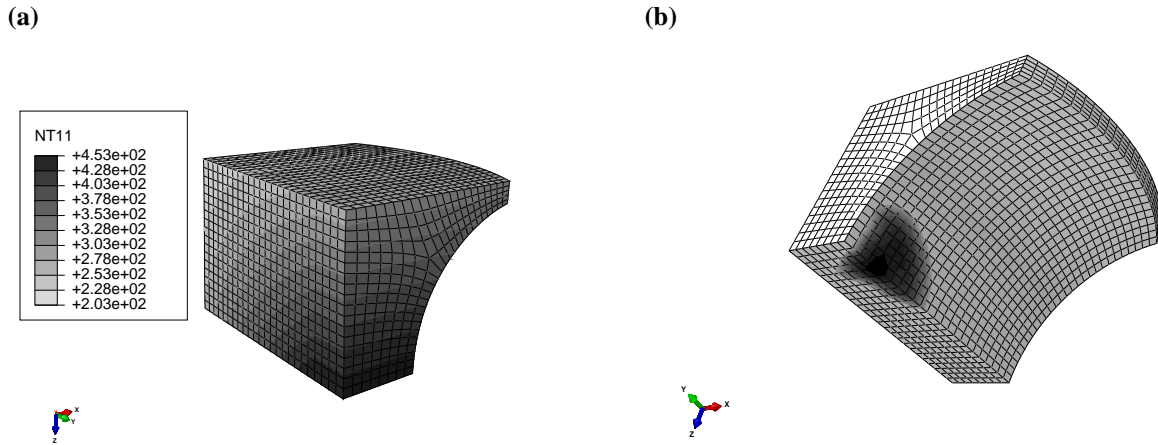 (a)
(b)
NT11
+4.53e+02
+4.28e+02
+4.03e+02
+3.78e+02
+3.53e+02
+3.28e+02
+3.03e+02
+2.78e+02
+2.53e+02
+2.28e+02
+2.03e+02
X
Y
Z
Y
X
Z